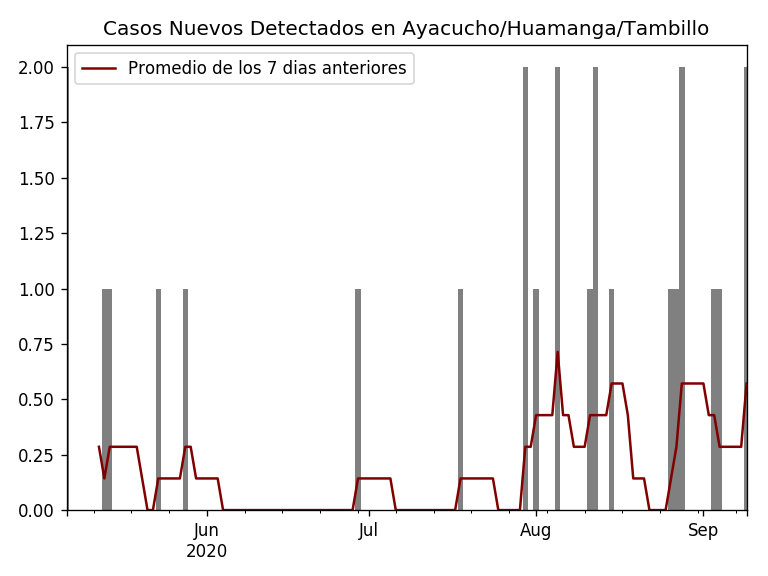 Casos Nuevos Detectados en Ayacucho/Huamanga/Tambillo
Promedio de los 7 dias anteriores
2.00
1.75
1.50
1.25
1.00
0.75
0.50
0.25
0.00
Jun
2020
Jul
Aug
Sep